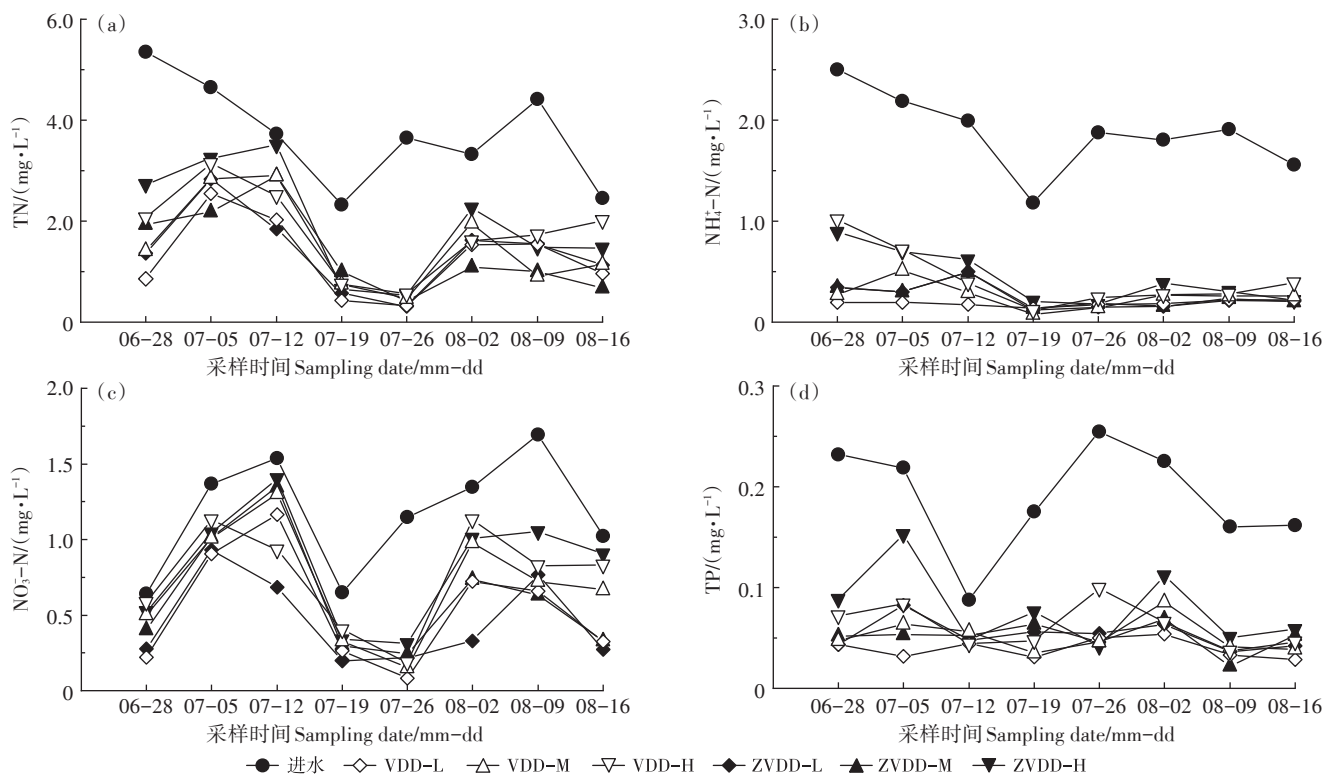 (a)
6.0
4.0
2.0
0
TN/(mg•L⁻¹)
06-28 07-05 07-12 07-19 07-26 08-02 08-09 08-16
采样时间 Sampling date/mm-dd
(b)
3.0
2.0
1.0
0
NH₄⁺-N/(mg•L⁻¹)
06-28 07-05 07-12 07-19 07-26 08-02 08-09 08-16
采样时间 Sampling date/mm-dd
(c)
2.0
1.5
1.0
0.5
0
NO₃⁻-N/(mg•L⁻¹)
06-28 07-05 07-12 07-19 07-26 08-02 08-09 08-16
采样时间 Sampling date/mm-dd
(d)
0.3
0.2
0.1
0
TP/(mg•L⁻¹)
06-28 07-05 07-12 07-19 07-26 08-02 08-09 08-16
采样时间 Sampling date/mm-dd
进水 VDD-L VDD-M VDD-H ZVDD-L ZVDD-M ZVDD-H